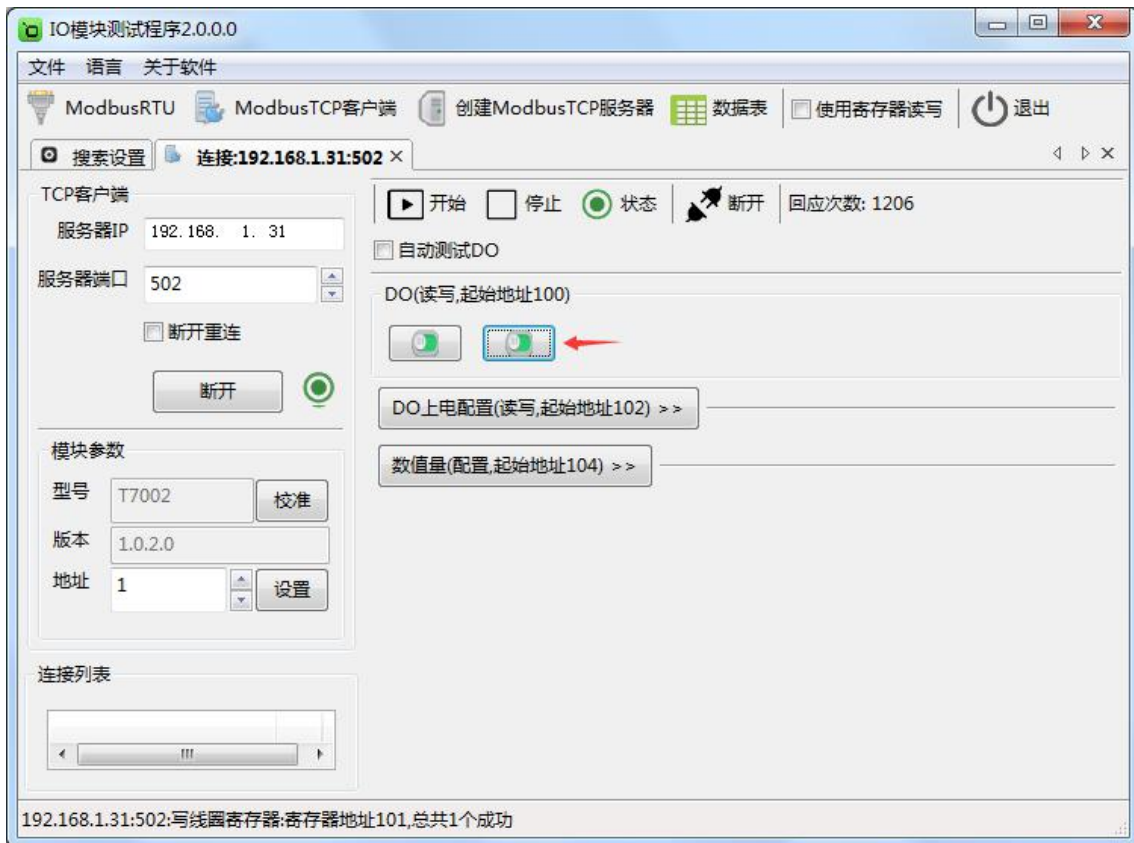 IO模块测试程序2.0.0.0
文件 语言 关于软件
ModbusRTU ModbusTCP客户端 创建ModbusTCP服务器 数据表 使用寄存器读写 退出
搜索设置 连接:192.168.1.31:502
TCP客户端
服务器IP 192.168. 1. 31
服务器端口 502
断开重连
断开
模块参数
型号 T7002 校准
版本 1.0.2.0
地址 1 设置
连接列表
开始 停止 状态 断开 回应次数: 1206
自动测试DO
DO(读写,起始地址100)
DO上电配置(读写,起始地址102) >>
数值量(配置,起始地址104) >>
192.168.1.31:502:写线圈寄存器:寄存器地址101,总共1个成功